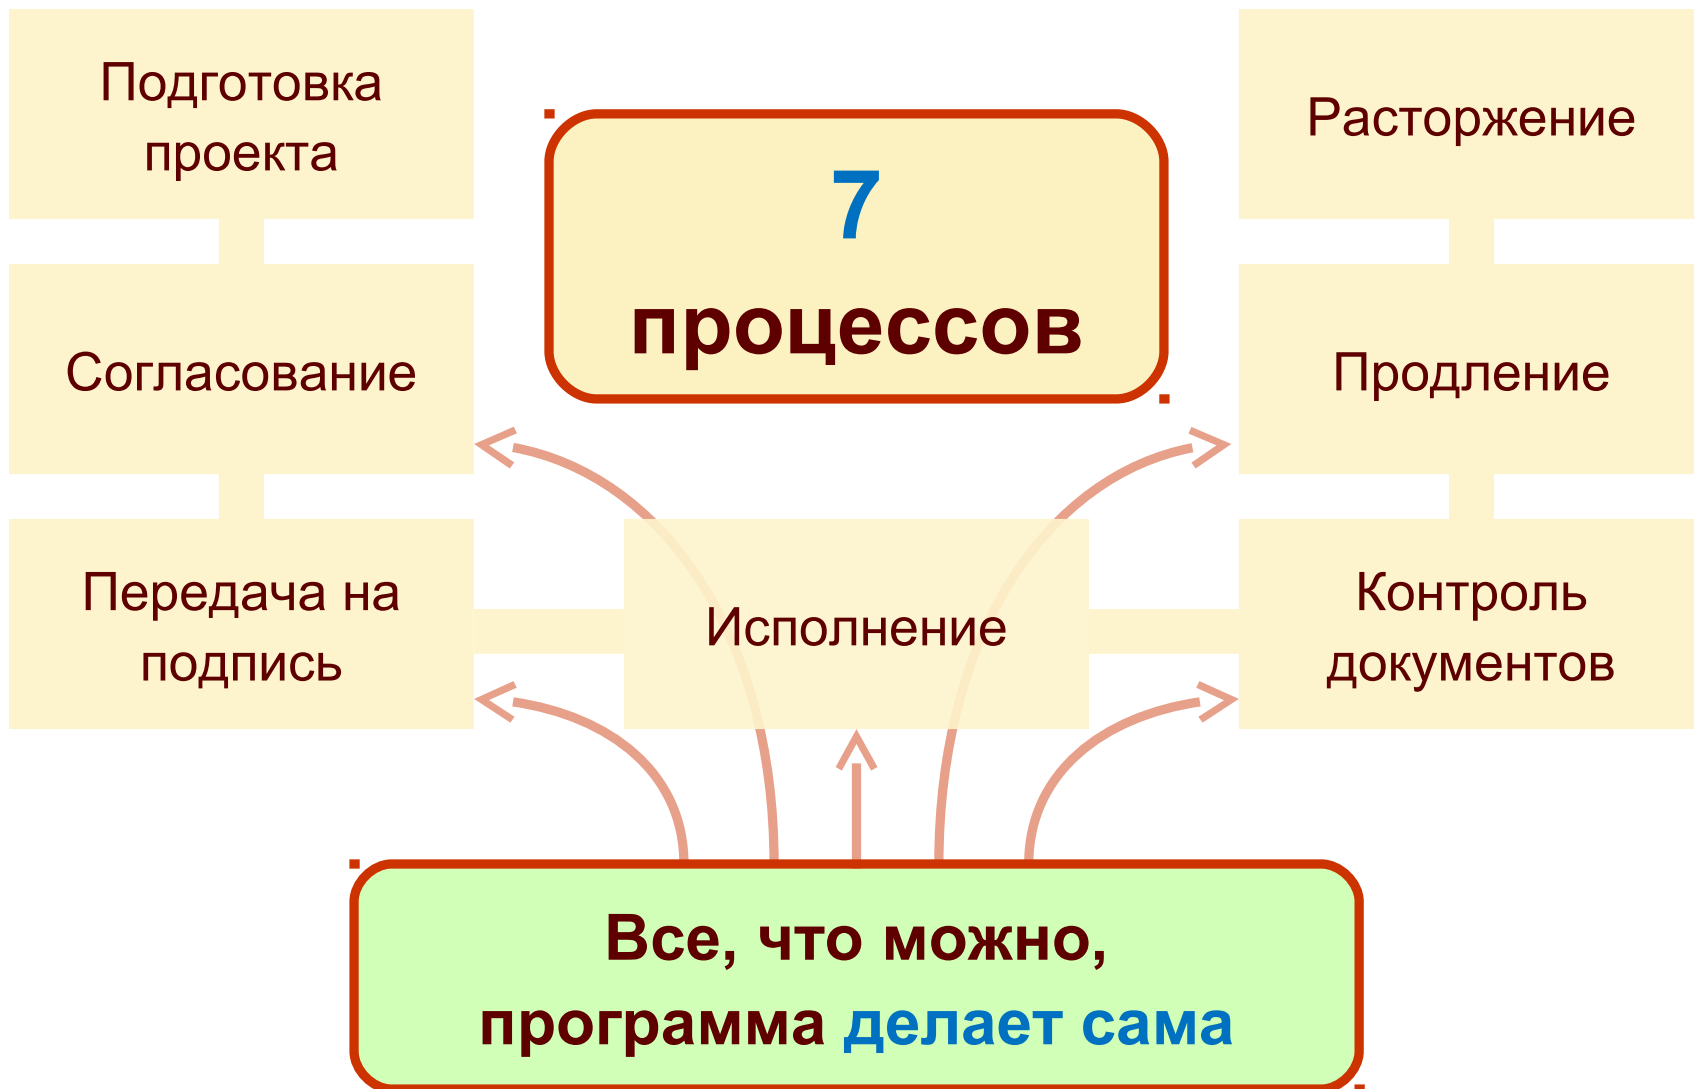 Подготовка
проекта
Согласование
Передача на
подпись
7
процессов
Исполнение
Расторжение
Продление
Контроль
документов
Все, что можно,
программа делает сама